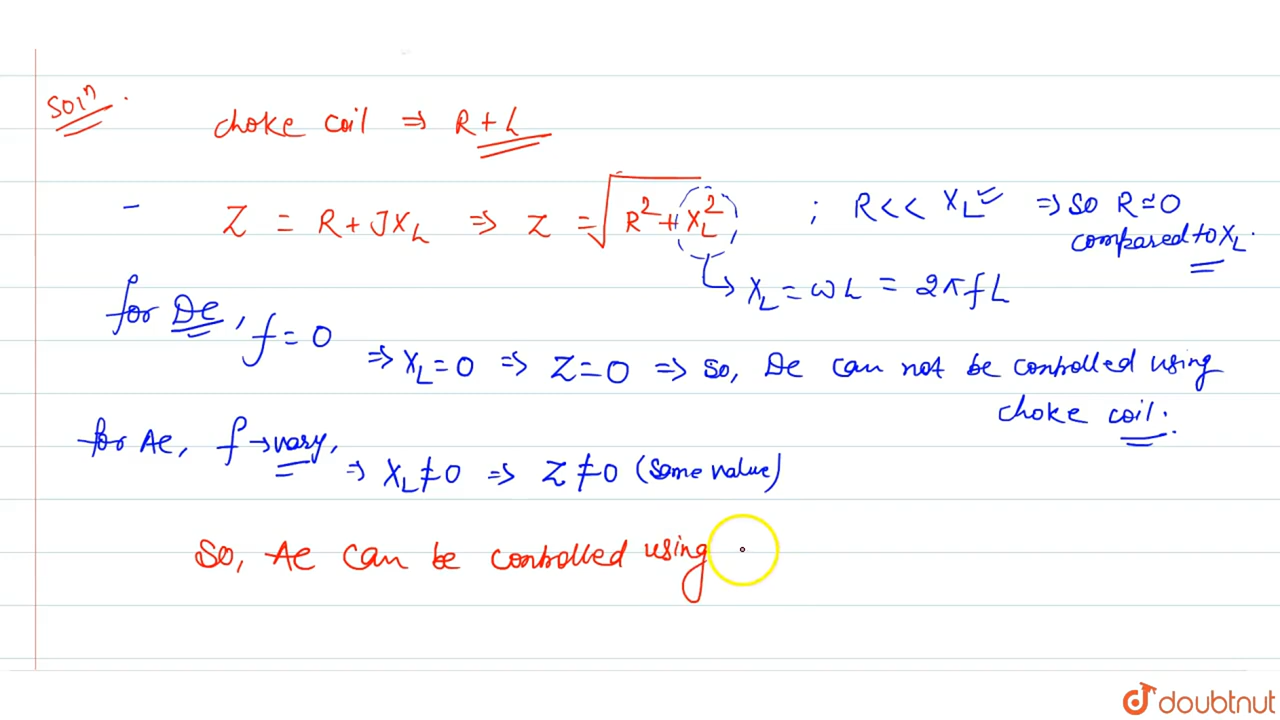 Solⁿ.
choke coil ⇒ R+L
- Z = R+JX_L ⇒ Z = √(R²+X_L²) ; R<< X_L ✓ ⇒ so R≃0
compared to X_L.
X_L = ωL = 2πfL
for DC, f=0
⇒ X_L=0 ⇒ Z=0 ⇒ so, DC can not be controlled using
choke coil.
for AC, f→vary,
⇒ X_L≠0 ⇒ Z≠0 (some value)
So, AC can be controlled using
doubtnut